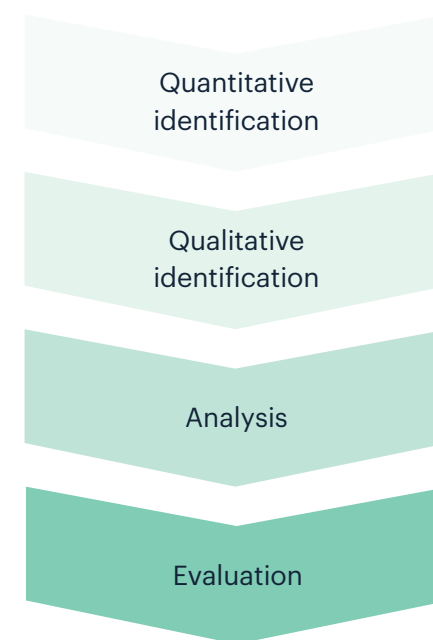 Quantitative
identification
Qualitative
identification
Analysis
Evaluation